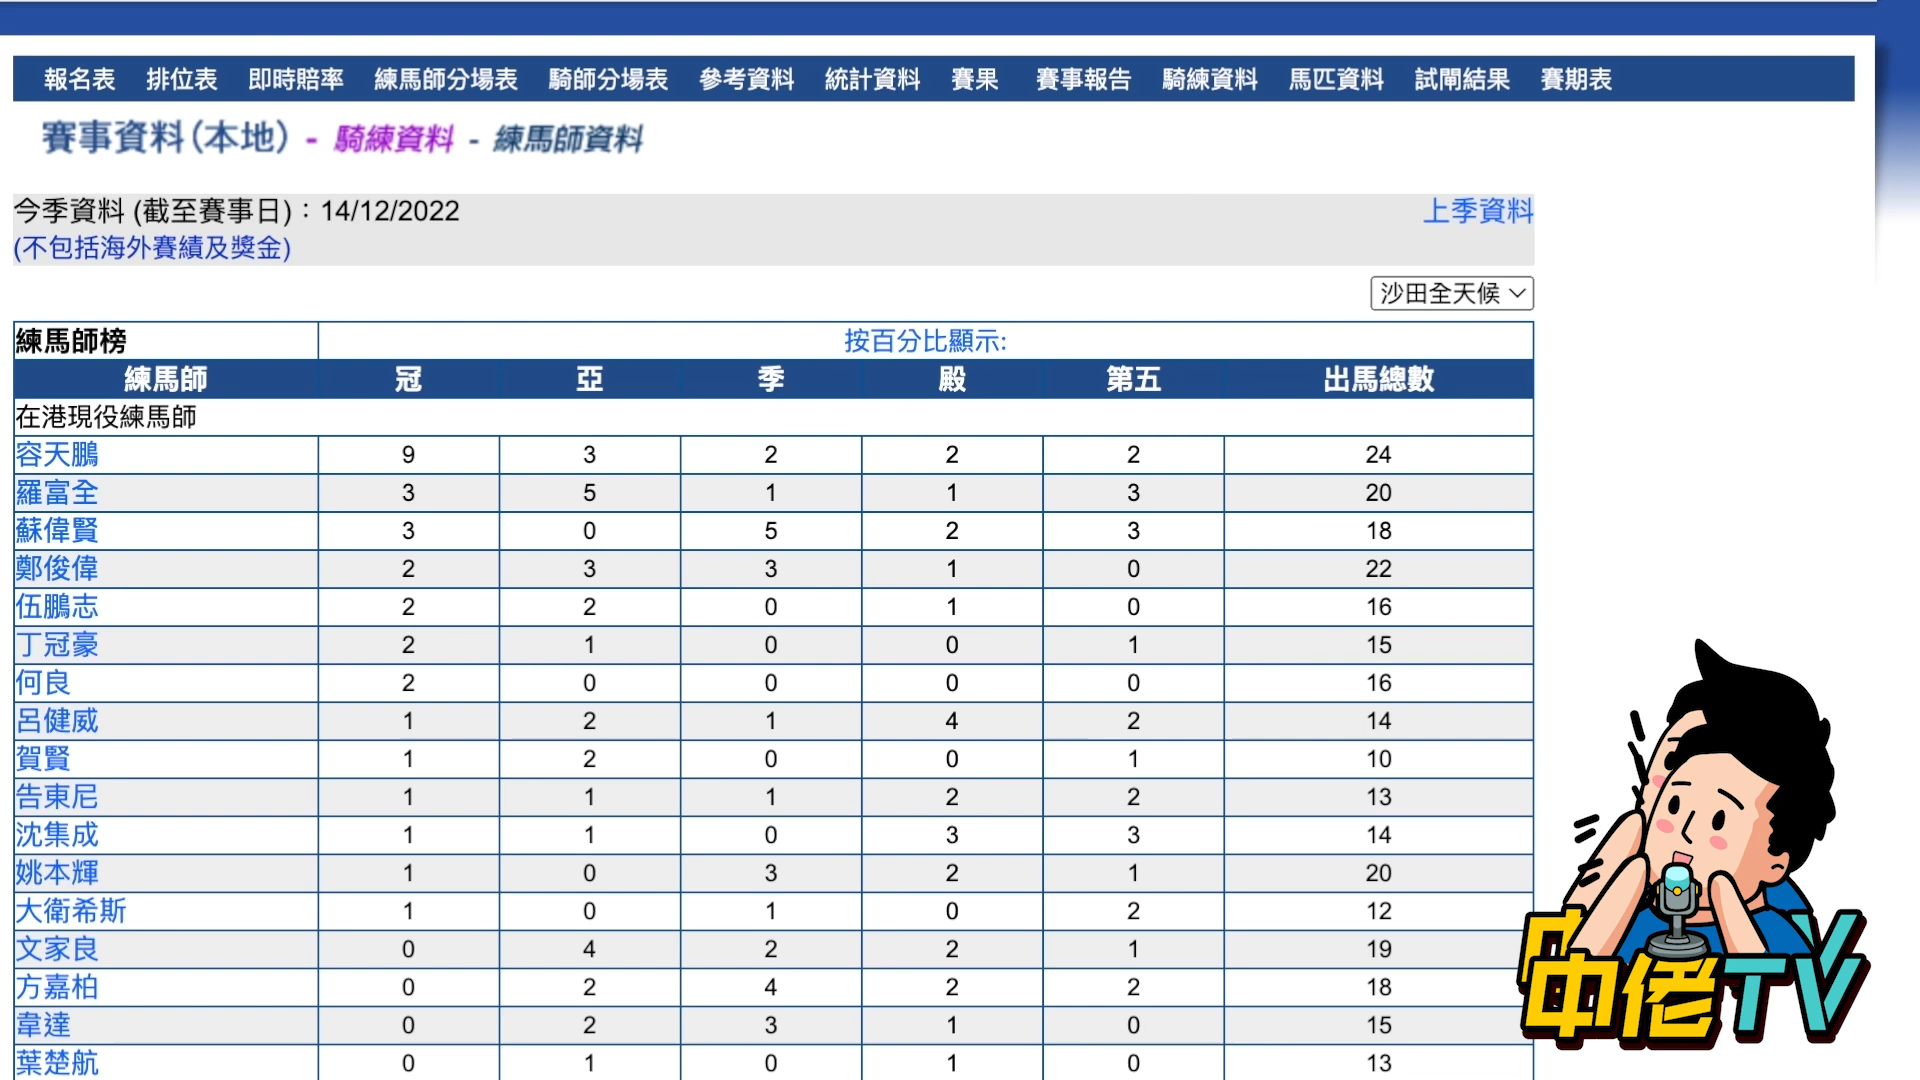 報名表 排位表 即時賠率 練馬師分場表 騎師分場表 參考資料 統計資料 賽果 賽事報告 騎練資料 馬匹資料 試閘結果 賽期表
賽事資料(本地) - 騎練資料 - 練馬師資料
今季資料 (截至賽事日)：14/12/2022 上季資料
(不包括海外賽績及獎金)
沙田全天候
練馬師榜 按百分比顯示:
練馬師 冠 亞 季 殿 第五 出馬總數
在港現役練馬師
容天鵬 9 3 2 2 2 24
羅富全 3 5 1 1 3 20
蘇偉賢 3 0 5 2 3 18
鄭俊偉 2 3 3 1 0 22
伍鵬志 2 2 0 1 0 16
丁冠豪 2 1 0 0 1 15
何良 2 0 0 0 0 16
呂健威 1 2 1 4 2 14
賀賢 1 2 0 0 1 10
告東尼 1 1 1 2 2 13
沈集成 1 1 0 3 3 14
姚本輝 1 0 3 2 1 20
大衛希斯 1 0 1 0 2 12
文家良 0 4 2 2 1 19
方嘉柏 0 2 4 2 2 18
韋達 0 2 3 1 0 15
葉楚航 0 1 0 1 0 13
中佬TV